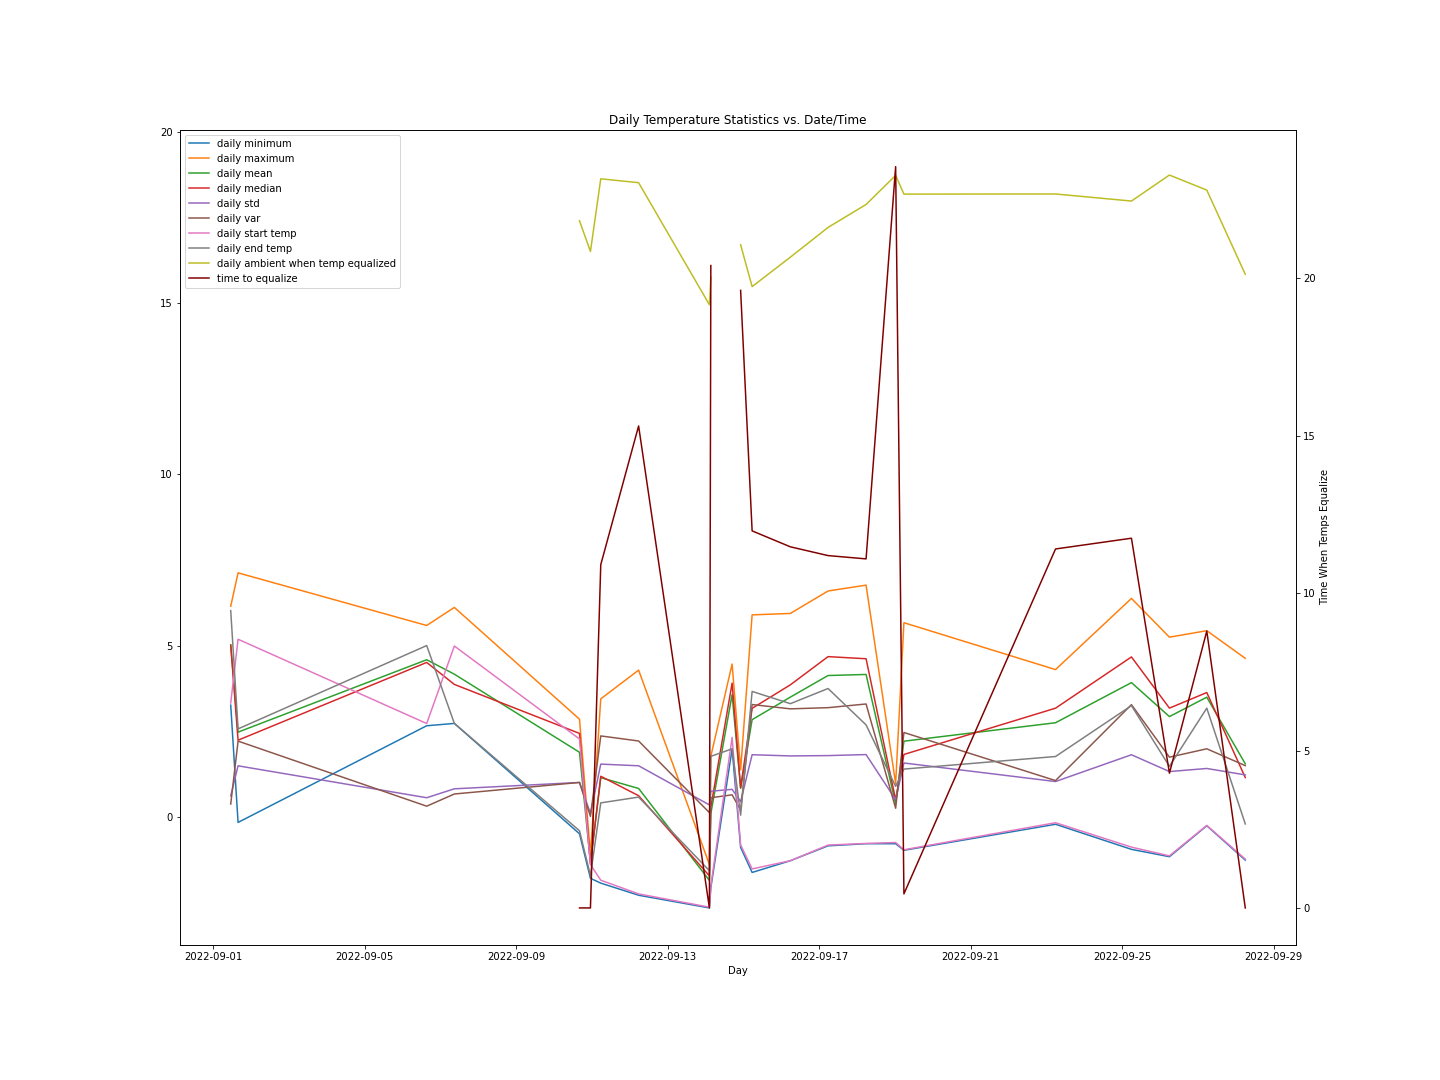 Daily Temperature Statistics vs. Date/Time
daily minimum
daily maximum
daily mean
daily median
daily std
daily var
daily start temp
daily end temp
daily ambient when temp equalized
time to equalize
20
15
10
5
0
20
15
10
5
0
Time When Temps Equalize
2022-09-01 2022-09-05 2022-09-09 2022-09-13 2022-09-17 2022-09-21 2022-09-25 2022-09-29
Day